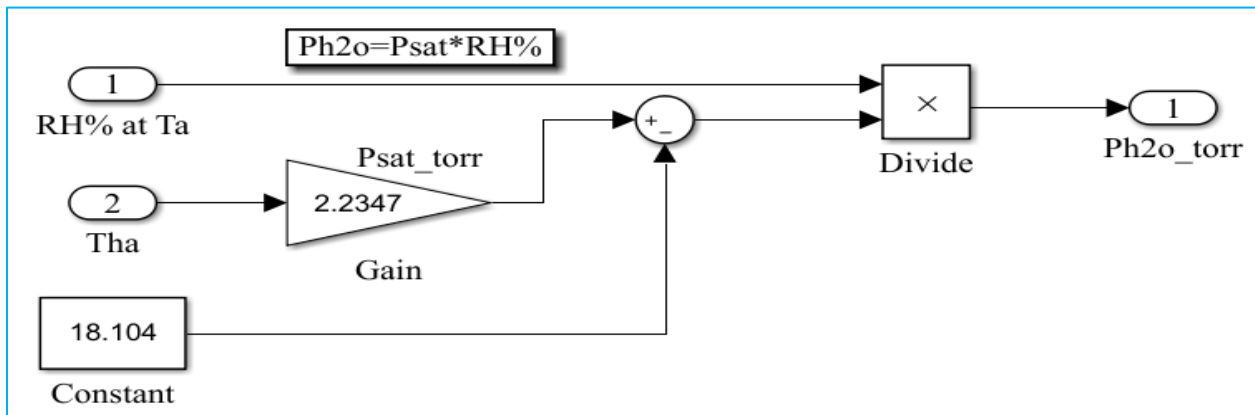 Ph2o=Psat*RH%
1
RH% at Ta
+
-
×
Divide
1
Ph2o_torr
Psat_torr
2
Tha
2.2347
Gain
18.104
Constant